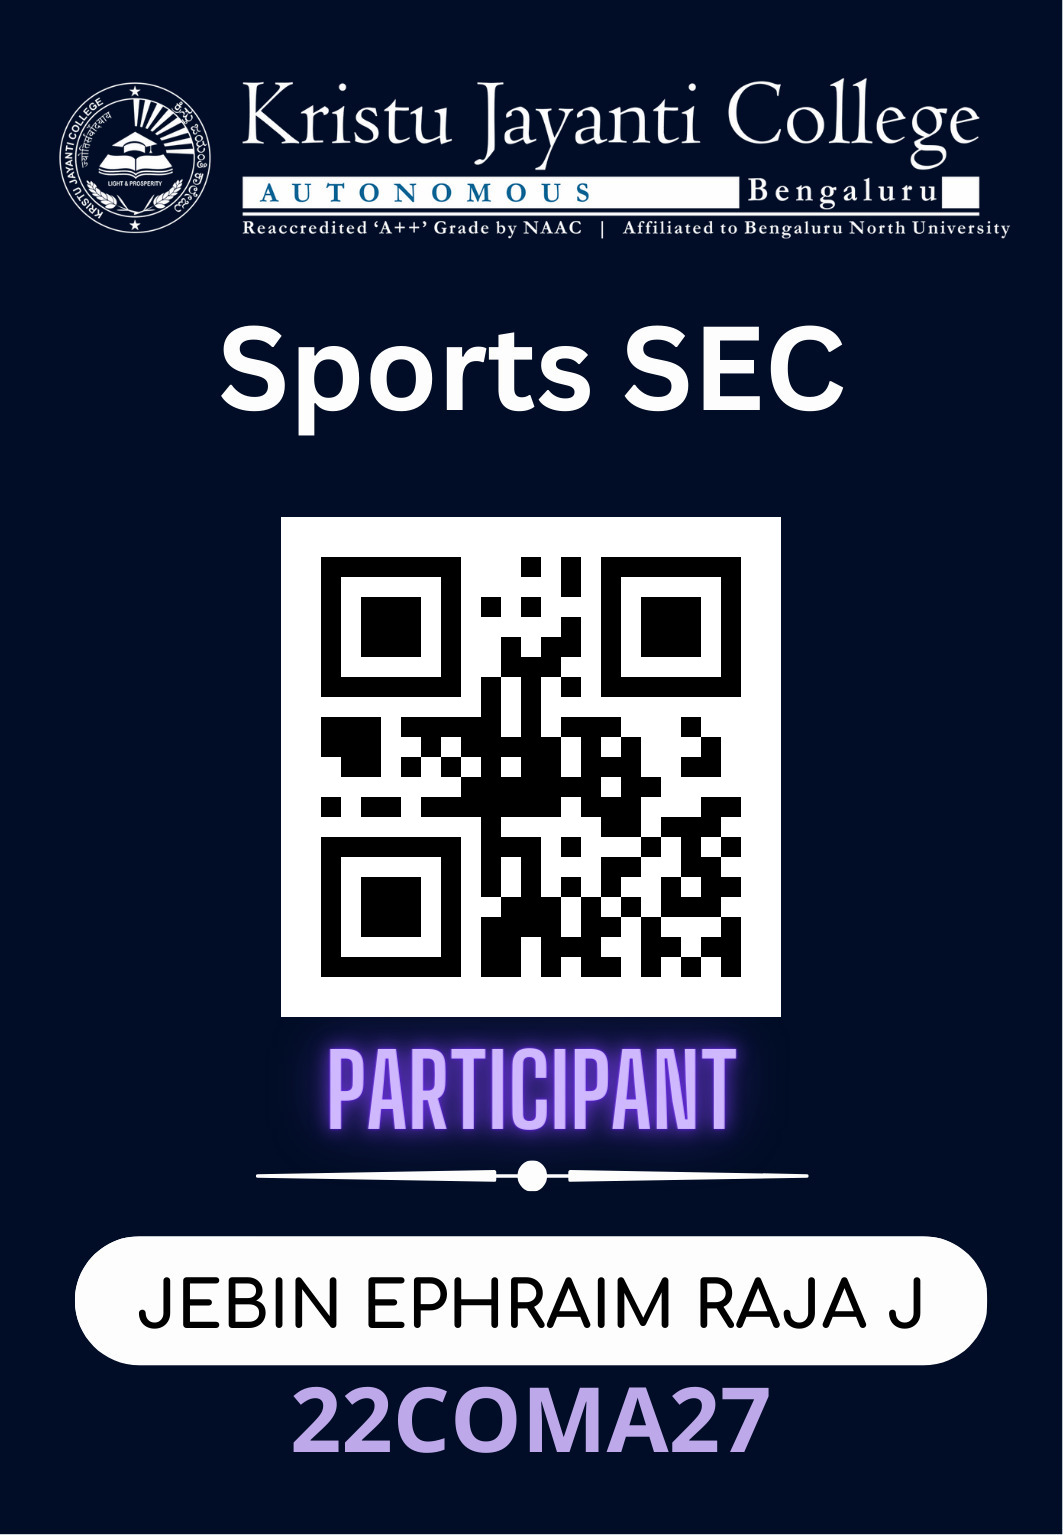 KRISTU JAYANTI COLLEGE
LIGHT & PROSPERITY
Kristu Jayanti College
AUTONOMOUS Bengaluru
Reaccredited ‘A++’ Grade by NAAC | Affiliated to Bengaluru North University
Sports SEC
PARTICIPANT
JEBIN EPHRAIM RAJA J
22COMA27